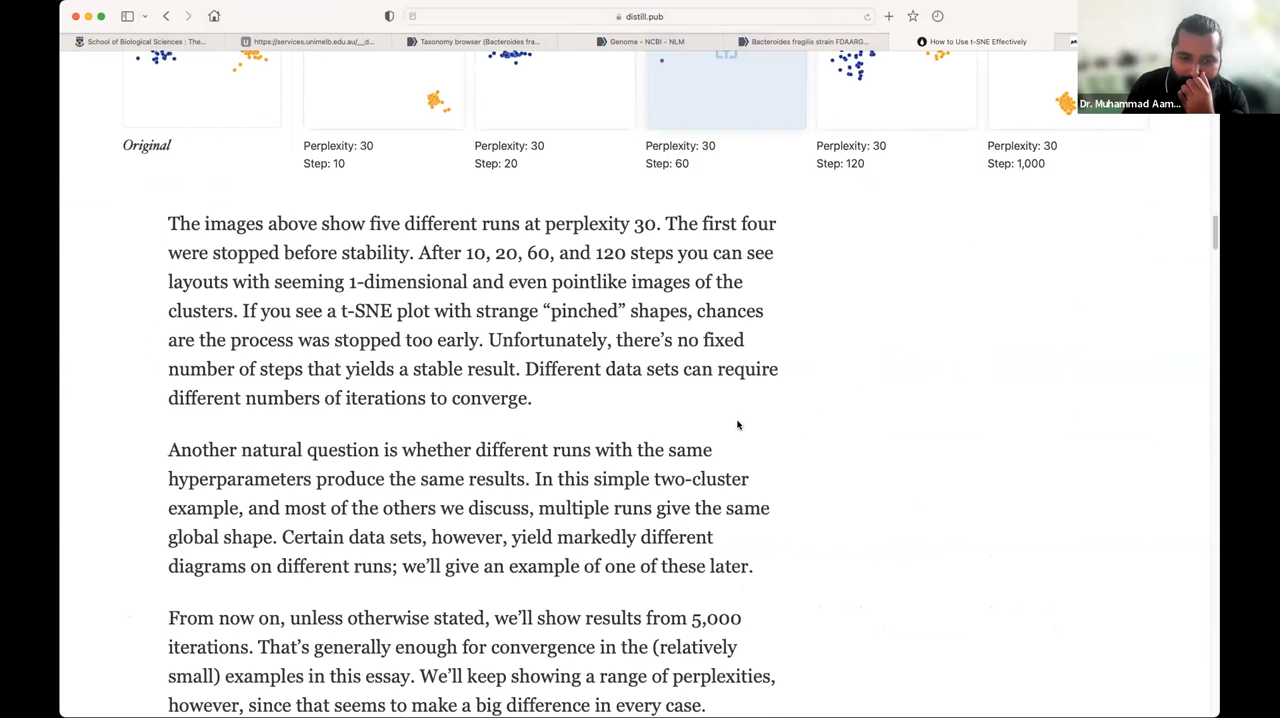 distill.pub
School of Biological Sciences : The...
https://services.unimelb.edu.au/__d...
Taxonomy browser (Bacteroides fra...
Genome - NCBI - NLM
Bacteroides fragilis strain FDAARG...
How to Use t-SNE Effectively
Dr. Muhammad Aam...
Original
Perplexity: 30
Step: 10
Perplexity: 30
Step: 20
Perplexity: 30
Step: 60
Perplexity: 30
Step: 120
Perplexity: 30
Step: 1,000
The images above show five different runs at perplexity 30. The first four
were stopped before stability. After 10, 20, 60, and 120 steps you can see
layouts with seeming 1-dimensional and even pointlike images of the
clusters. If you see a t-SNE plot with strange “pinched” shapes, chances
are the process was stopped too early. Unfortunately, there’s no fixed
number of steps that yields a stable result. Different data sets can require
different numbers of iterations to converge.
Another natural question is whether different runs with the same
hyperparameters produce the same results. In this simple two-cluster
example, and most of the others we discuss, multiple runs give the same
global shape. Certain data sets, however, yield markedly different
diagrams on different runs; we’ll give an example of one of these later.
From now on, unless otherwise stated, we’ll show results from 5,000
iterations. That’s generally enough for convergence in the (relatively
small) examples in this essay. We’ll keep showing a range of perplexities,
however, since that seems to make a big difference in every case.